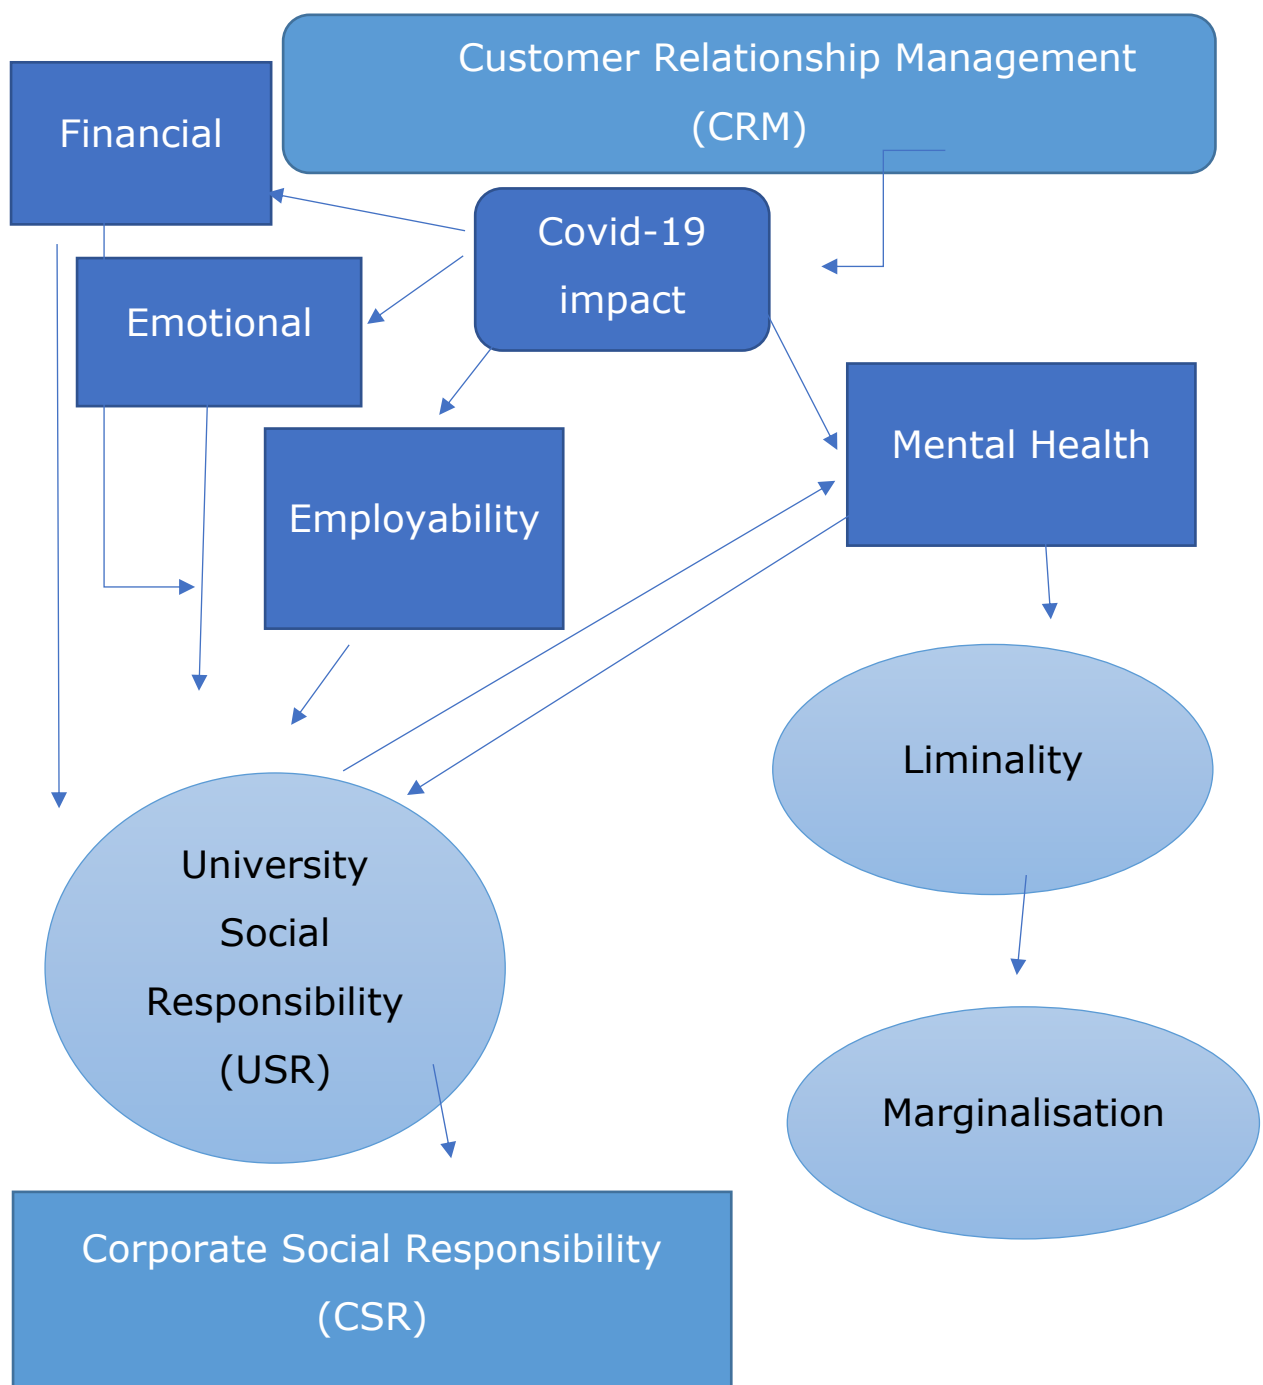 Customer Relationship Management
(CRM)
Financial
Covid-19
impact
Emotional
Mental Health
Employability
Liminality
University
Social
Responsibility
(USR)
Marginalisation
Corporate Social Responsibility
(CSR)